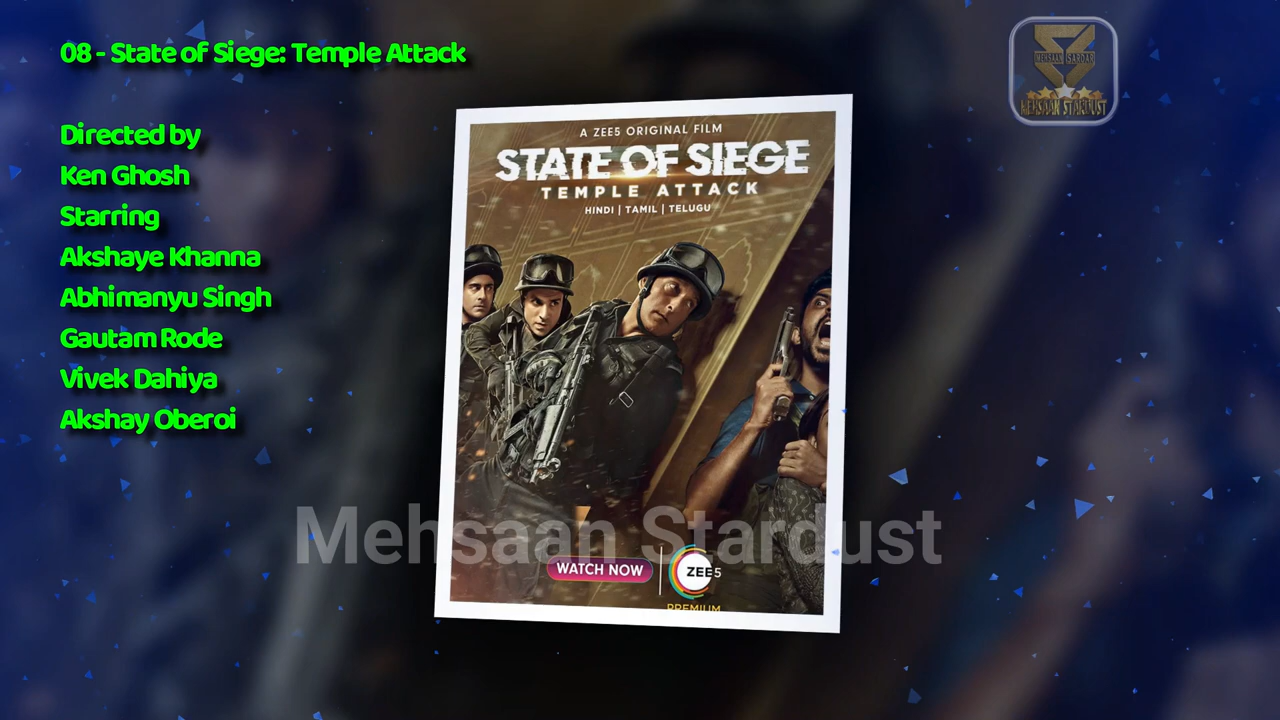 08 - State of Siege: Temple Attack
Directed by
Ken Ghosh
Starring
Akshaye Khanna
Abhimanyu Singh
Gautam Rode
Vivek Dahiya
Akshay Oberoi
MEHSAAN SARDAR
MEHSAAN STARDUST
A ZEE5 ORIGINAL FILM
STATE OF SIEGE
TEMPLE ATTACK
HINDI | TAMIL | TELUGU
Mehsaan Stardust
WATCH NOW
ZEE5
PREMIUM